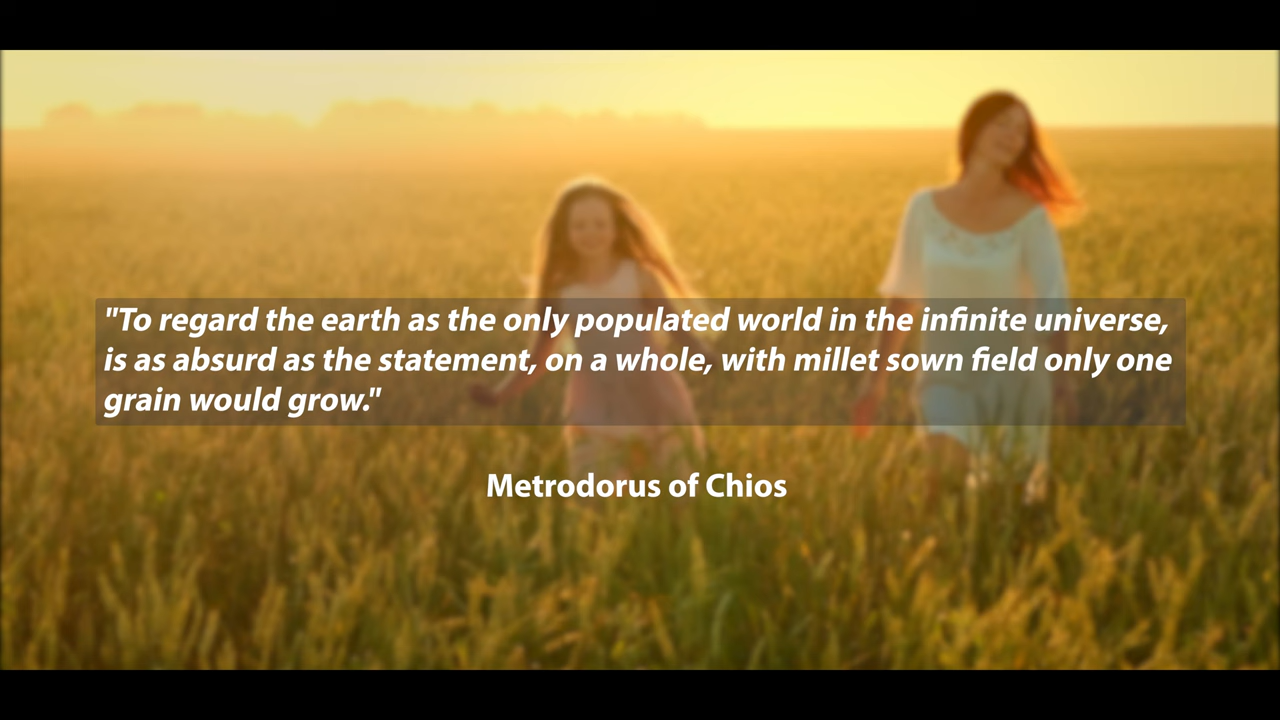 "To regard the earth as the only populated world in the infinite universe,
is as absurd as the statement, on a whole, with millet sown field only one
grain would grow."
Metrodorus of Chios